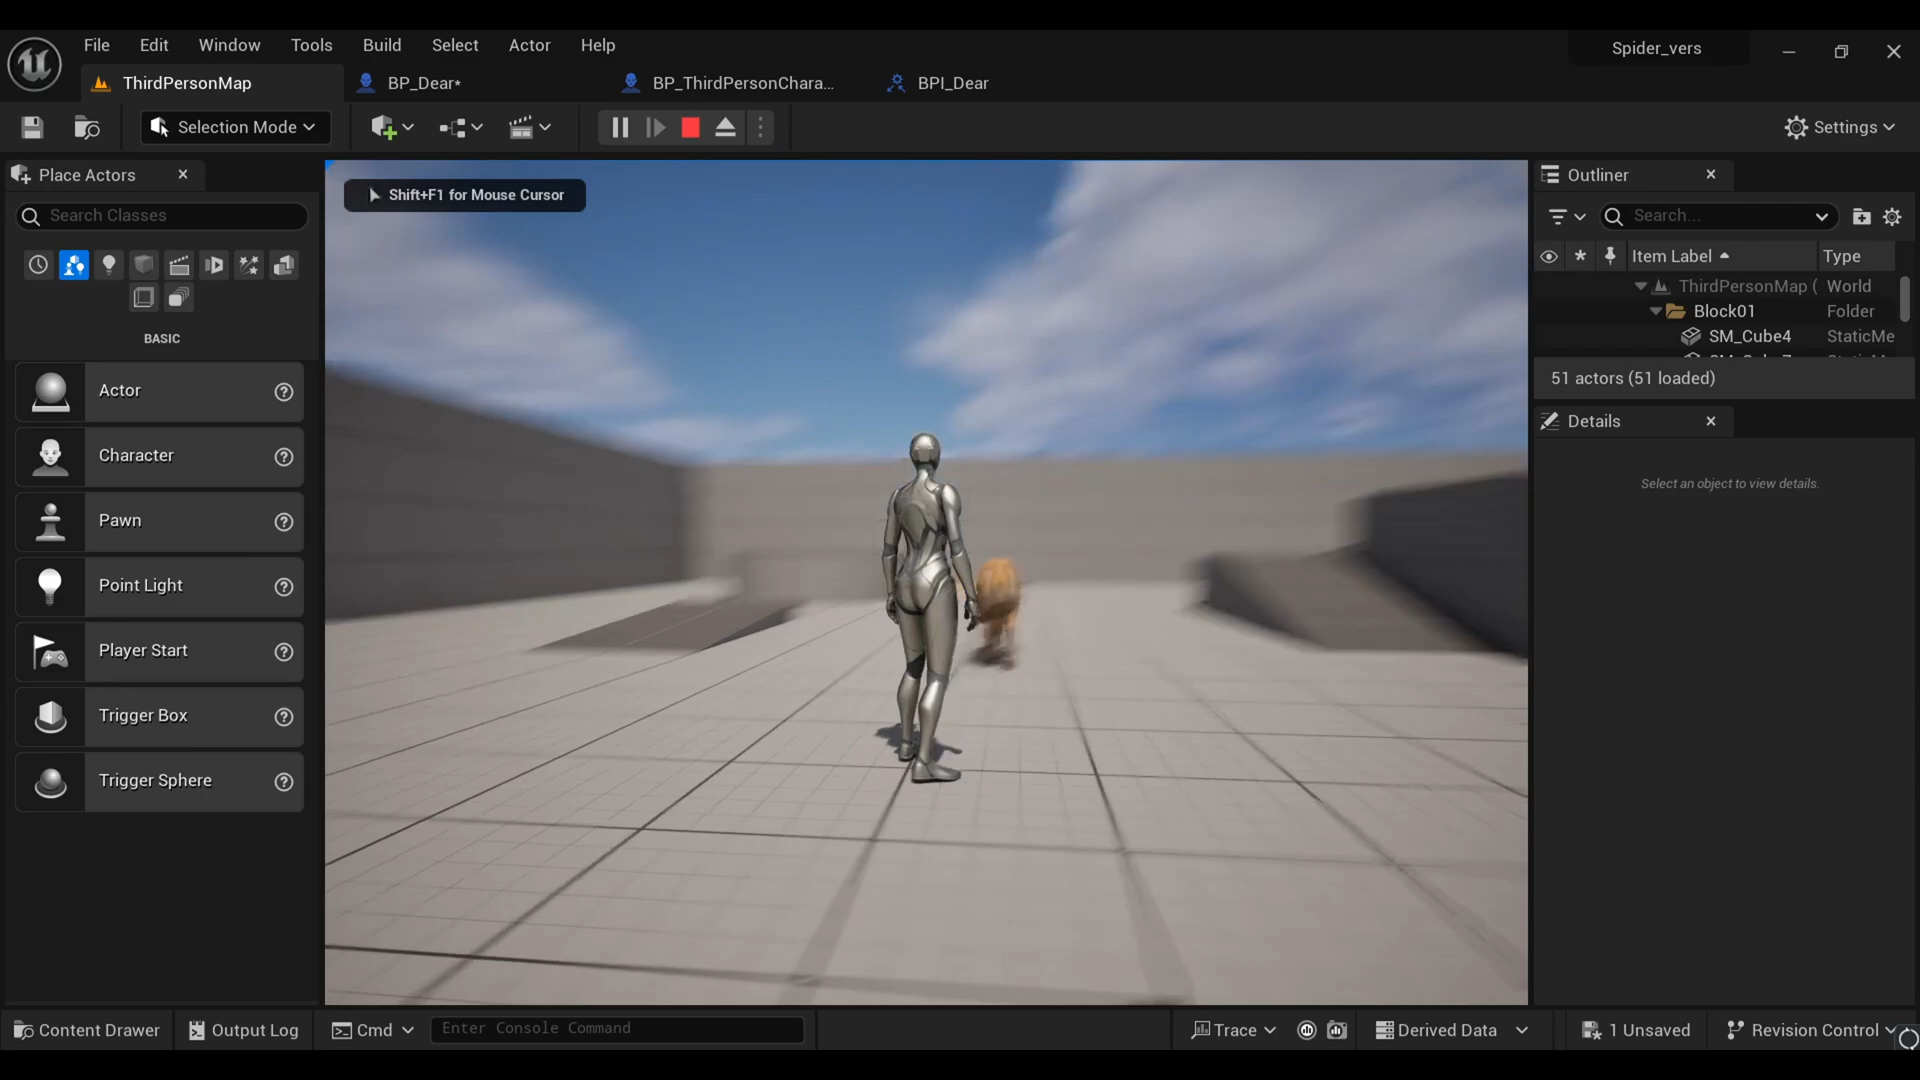 File Edit Window Tools Build Select Actor Help
Spider_vers
ThirdPersonMap
BP_Dear*
BP_ThirdPersonChara...
BPI_Dear
Selection Mode
Settings
Place Actors
Search Classes
BASIC
Actor
Character
Pawn
Point Light
Player Start
Trigger Box
Trigger Sphere
Shift+F1 for Mouse Cursor
Outliner
Search...
Item Label Type
ThirdPersonMap ( World
Block01 Folder
SM_Cube4 StaticMe
51 actors (51 loaded)
Details
Select an object to view details.
Content Drawer
Output Log
Cmd
Enter Console Command
Trace
Derived Data
1 Unsaved
Revision Control